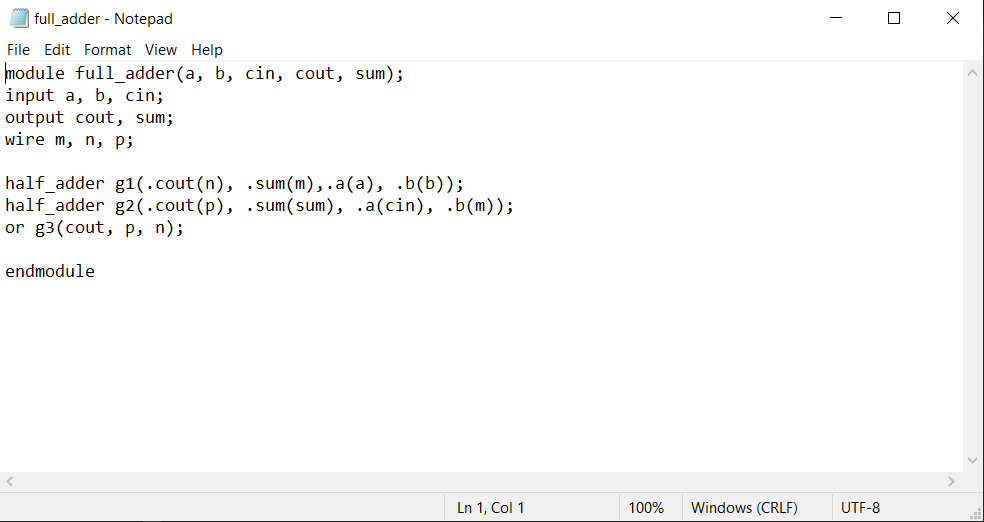 full_adder - Notepad
File Edit Format View Help
module full_adder(a, b, cin, cout, sum);
input a, b, cin;
output cout, sum;
wire m, n, p;
half_adder g1(.cout(n), .sum(m),.a(a), .b(b));
half_adder g2(.cout(p), .sum(sum), .a(cin), .b(m));
or g3(cout, p, n);
endmodule
Ln 1, Col 1 100% Windows (CRLF) UTF-8